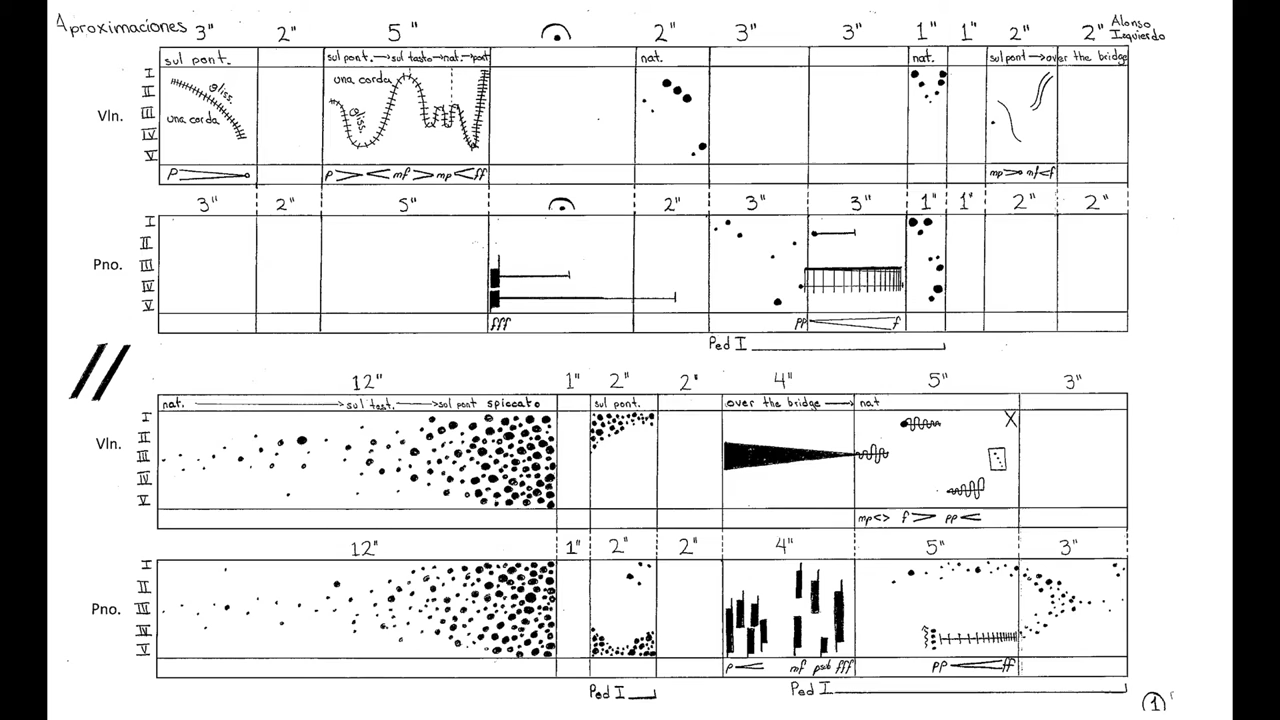 Aproximaciones
Alonso Izquierdo
3" 2" 5" 2" 3" 3" 1" 1" 2" 2"
sul pont. sul pont. sul tasto nat. pont nat. nat. sul pont over the bridge
Vln.
I
II
III
IV
V
gliss.
una corda
una corda
gliss.
p p mf mp ff mp mf f
3" 2" 5" 2" 3" 3" 1" 1" 2" 2"
Pno.
I
II
III
IV
V
fff pp f
Ped I
12" 1" 2" 2" 4" 5" 3"
nat. sul tast. sul pont spiccato sul pont. over the bridge nat
Vln.
I
II
III
IV
V
X
mp f pp
12" 1" 2" 2" 4" 5" 3"
Pno.
I
II
III
IV
V
p mf psub fff pp ff
Ped I Ped I
1